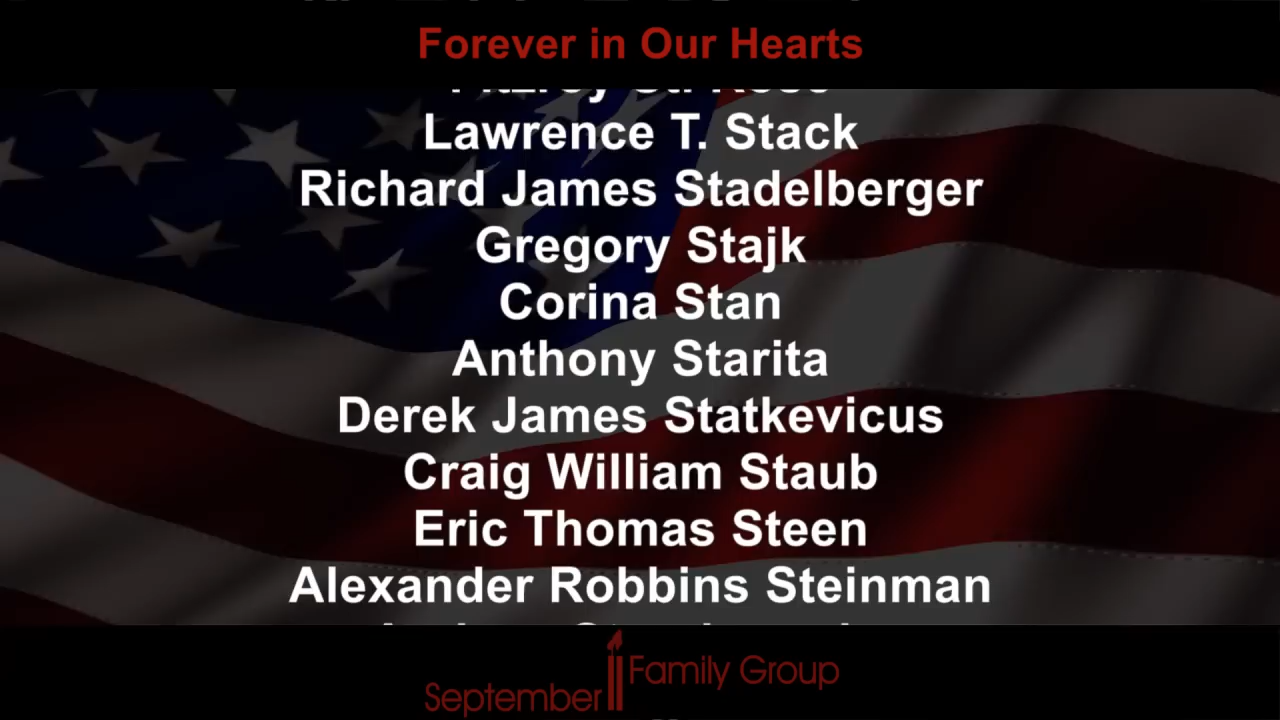 Forever in Our Hearts
Lawrence T. Stack
Richard James Stadelberger
Gregory Stajk
Corina Stan
Anthony Starita
Derek James Statkevicus
Craig William Staub
Eric Thomas Steen
Alexander Robbins Steinman
September 11 Family Group